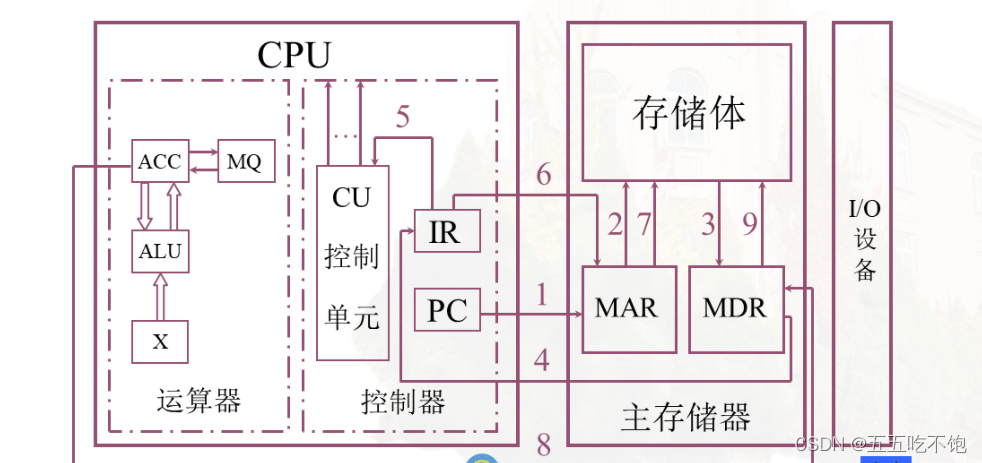 CPU
ACC
MQ
ALU
X
运算器
...
CU
控制
单元
5
IR
PC
控制器
6
1
4
8
存储体
2
7
3
9
MAR
MDR
主存储器
I/O
设
备
CSDN @五五吃不饱